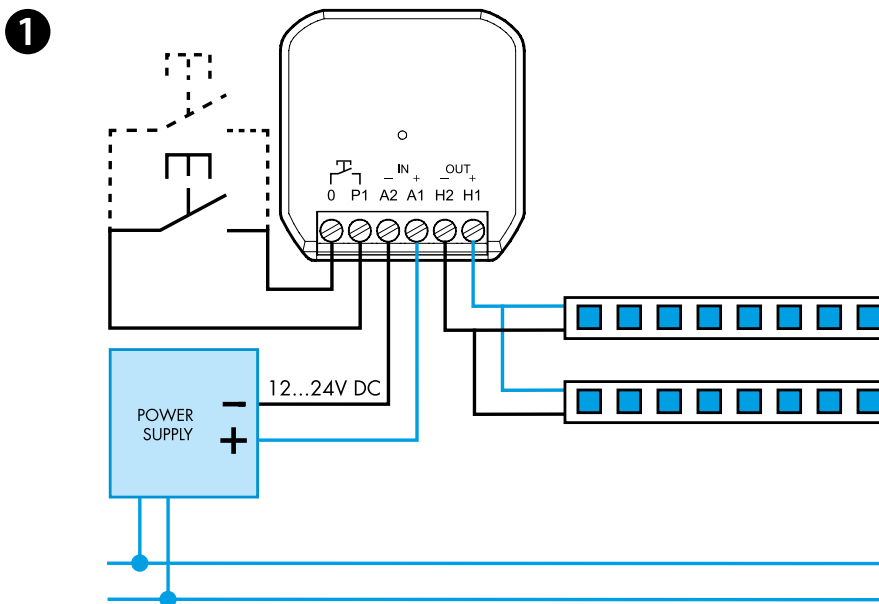 1
IN OUT
− + − +
0 P1 A2 A1 H2 H1
12...24V DC
POWER −
SUPPLY +